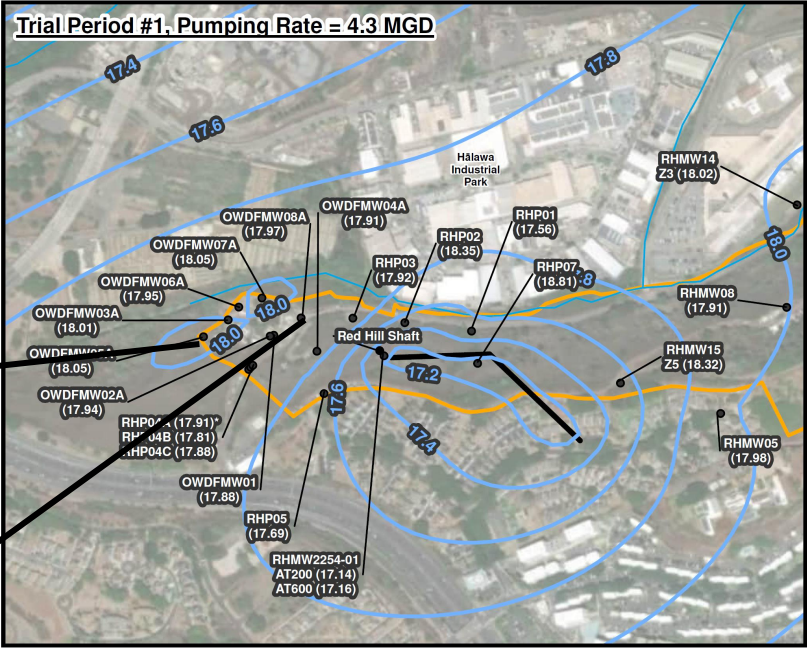 Trial Period #1, Pumping Rate = 4.3 MGD
17.4
17.8
17.6
Hālawa
Industrial
Park
RHMW14
Z3 (18.02)
OWDFMW04A
(17.91)
OWDFMW08A
(17.97)
RHP01
(17.56)
RHP02
(18.35)
OWDFMW07A
(18.05)
18.0
RHP03
(17.92)
RHP07
(18.81)
OWDFMW06A
(17.95)
RHMW08
(17.91)
18.0
OWDFMW03A
(18.01)
18.0
Red Hill Shaft
(18.05)
RHMW15
Z5 (18.32)
17.2
OWDFMW02A
(17.94)
17.6
RHP04A (17.91)*
RHP04B (17.81)
RHP04C (17.88)
17.4
RHMW05
(17.98)
OWDFMW01
(17.88)
RHP05
(17.69)
RHMW2254-01
AT200 (17.14)
AT600 (17.16)